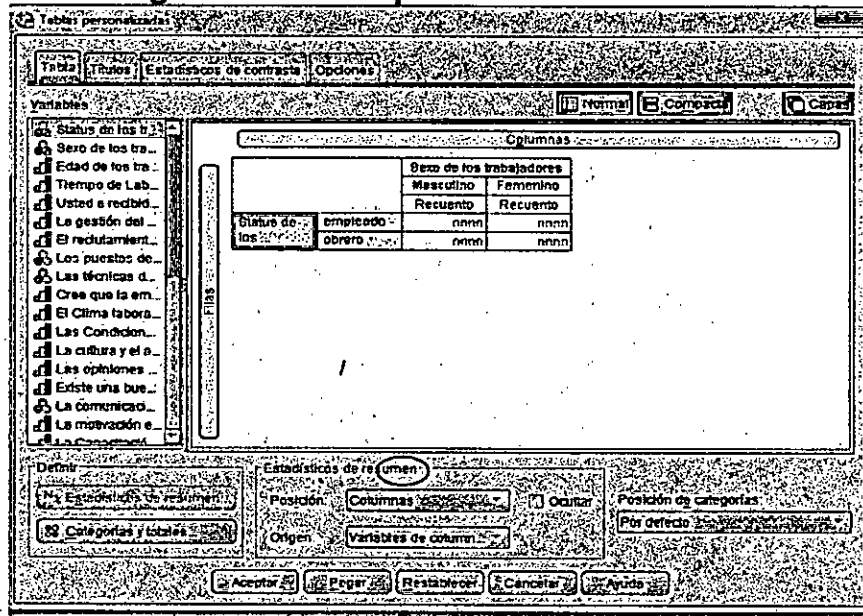 Tablas personalizadas
Tabla Títulos Estadísticos de contraste Opciones
Variables
Normal Compacta Capas
Status de los tr...
Sexo de los tra...
Edad de los tra...
Tiempo de Lab...
Usted a recibid...
La gestión del ...
El reclutamient...
Los puestos de...
Las técnicas d...
Cree que la em...
El Clima labora...
Las Condicion...
La cultura y el a...
Las opiniones ...
Existe una bue...
La comunicaci...
La motivación e...
La Capacitació
Columnas
Filas
Sexo de los trabajadores
Masculino Femenino
Recuento Recuento
Status de los empleado nnnn nnnn
obrero nnnn nnnn
Definir
Estadísticos de resumen
Categorías y totales
Estadísticos de resumen
Posición: Columnas Ocultar
Origen: Variables de column
Posición de categorías:
Por defecto
Aceptar Pegar Restablecer Cancelar Ayuda